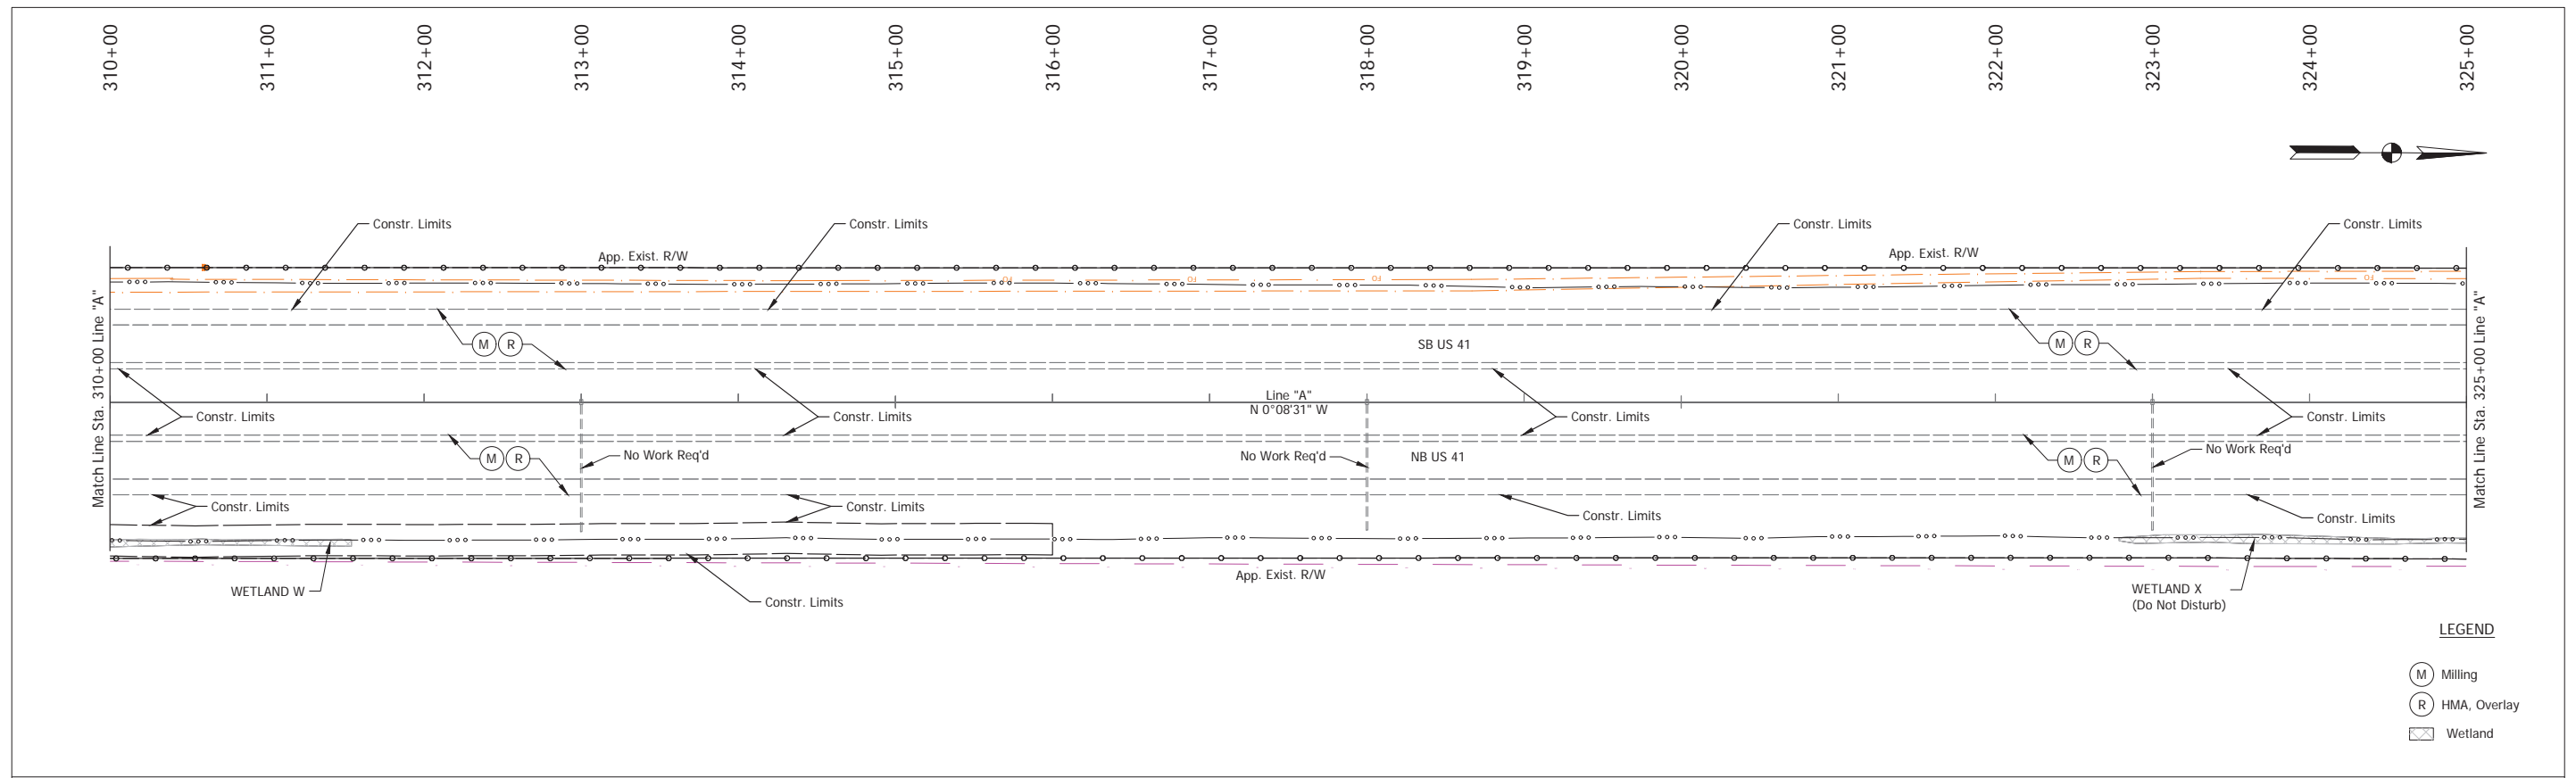 310+00
311+00
312+00
313+00
314+00
315+00
316+00
317+00
318+00
319+00
320+00
321+00
322+00
323+00
324+00
325+00
Constr. Limits
Constr. Limits
Constr. Limits
Constr. Limits
App. Exist. R/W
App. Exist. R/W
FO
FO
FO
FO
Match Line Sta. 310+00 Line "A"
Match Line Sta. 325+00 Line "A"
M R
SB US 41
M R
Line "A"
N 0°08'31" W
Constr. Limits
Constr. Limits
Constr. Limits
Constr. Limits
M R
No Work Req'd
No Work Req'd
NB US 41
M R
No Work Req'd
Constr. Limits
Constr. Limits
Constr. Limits
Constr. Limits
App. Exist. R/W
WETLAND W
Constr. Limits
WETLAND X
(Do Not Disturb)
LEGEND
M Milling
R HMA, Overlay
Wetland